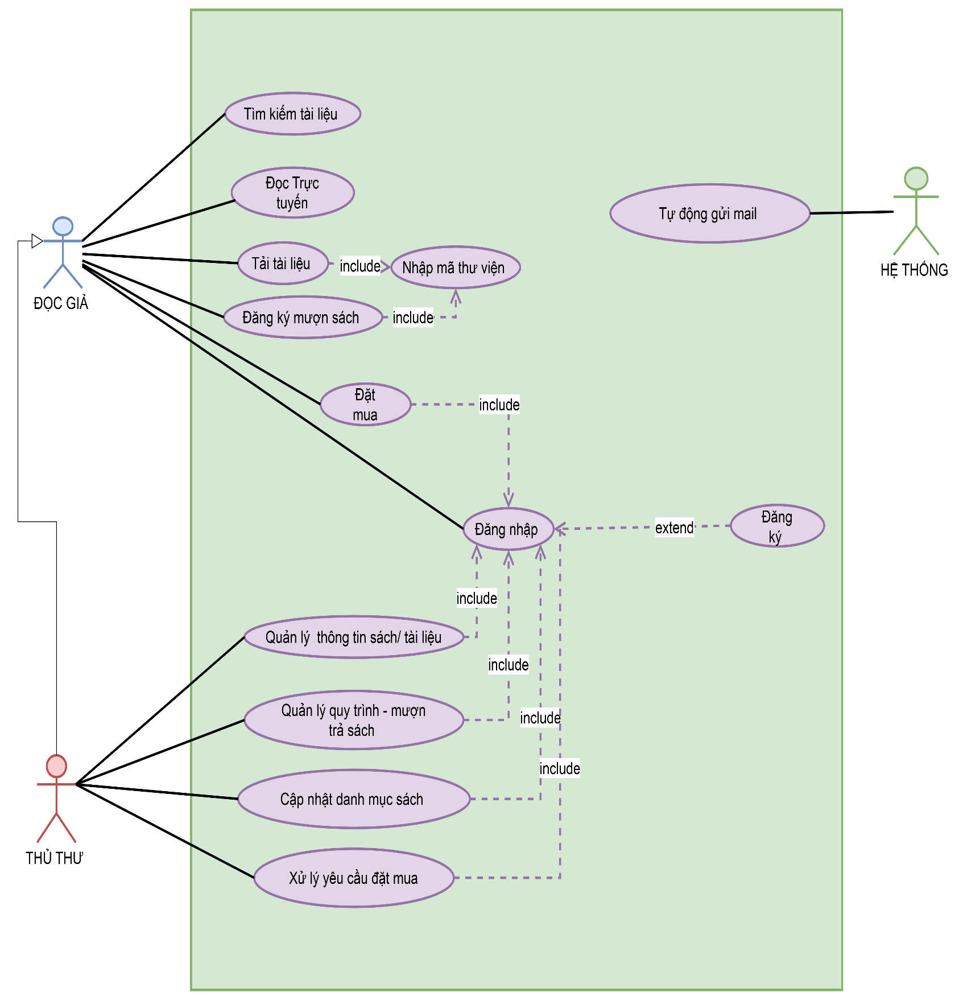 Tìm kiếm tài liệu
Đọc Trực
tuyến
Tự động gửi mail
Tải tài liệu
include
Nhập mã thư viện
HỆ THỐNG
ĐỌC GIẢ
Đăng ký mượn sách
include
Đặt
mua
include
Đăng nhập
extend
Đăng
ký
include
Quản lý  thông tin sách/ tài liệu
include
Quản lý quy trình - mượn
trả sách
include
include
Cập nhật danh mục sách
THỦ THƯ
Xử lý yêu cầu đặt mua